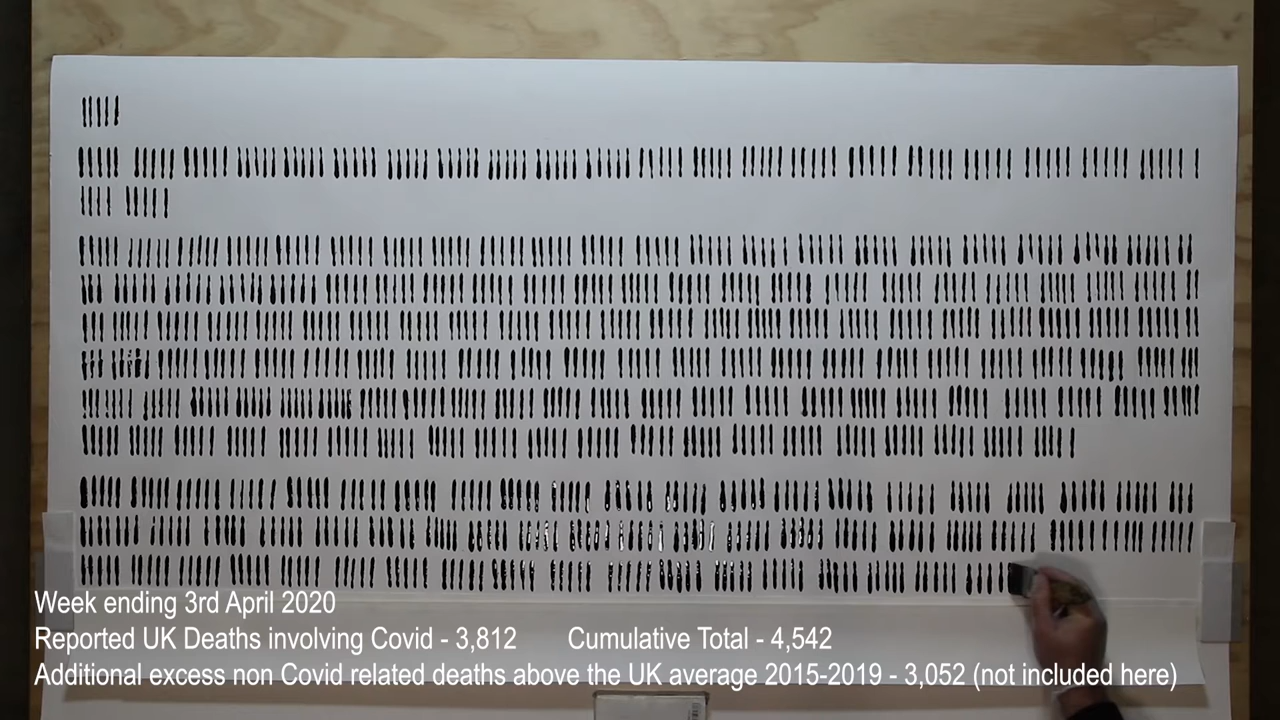 Week ending 3rd April 2020
Reported UK Deaths involving Covid - 3,812 Cumulative Total - 4,542
Additional excess non Covid related deaths above the UK average 2015-2019 - 3,052 (not included here)